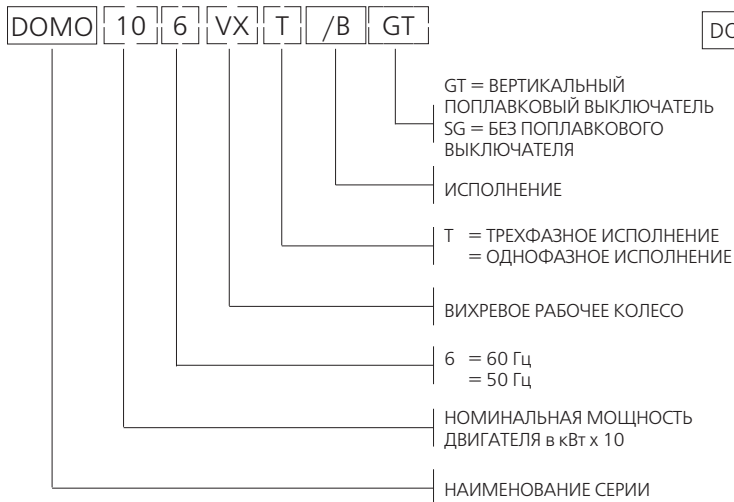 DOMO 10 6 VX T /B GT
DO
GT = ВЕРТИКАЛЬНЫЙ
ПОПЛАВКОВЫЙ ВЫКЛЮЧАТЕЛЬ
SG = БЕЗ ПОПЛАВКОВОГО
ВЫКЛЮЧАТЕЛЯ
ИСПОЛНЕНИЕ
T = ТРЕХФАЗНОЕ ИСПОЛНЕНИЕ
= ОДНОФАЗНОЕ ИСПОЛНЕНИЕ
ВИХРЕВОЕ РАБОЧЕЕ КОЛЕСО
6 = 60 Гц
= 50 Гц
НОМИНАЛЬНАЯ МОЩНОСТЬ
ДВИГАТЕЛЯ в кВт x 10
НАИМЕНОВАНИЕ СЕРИИ